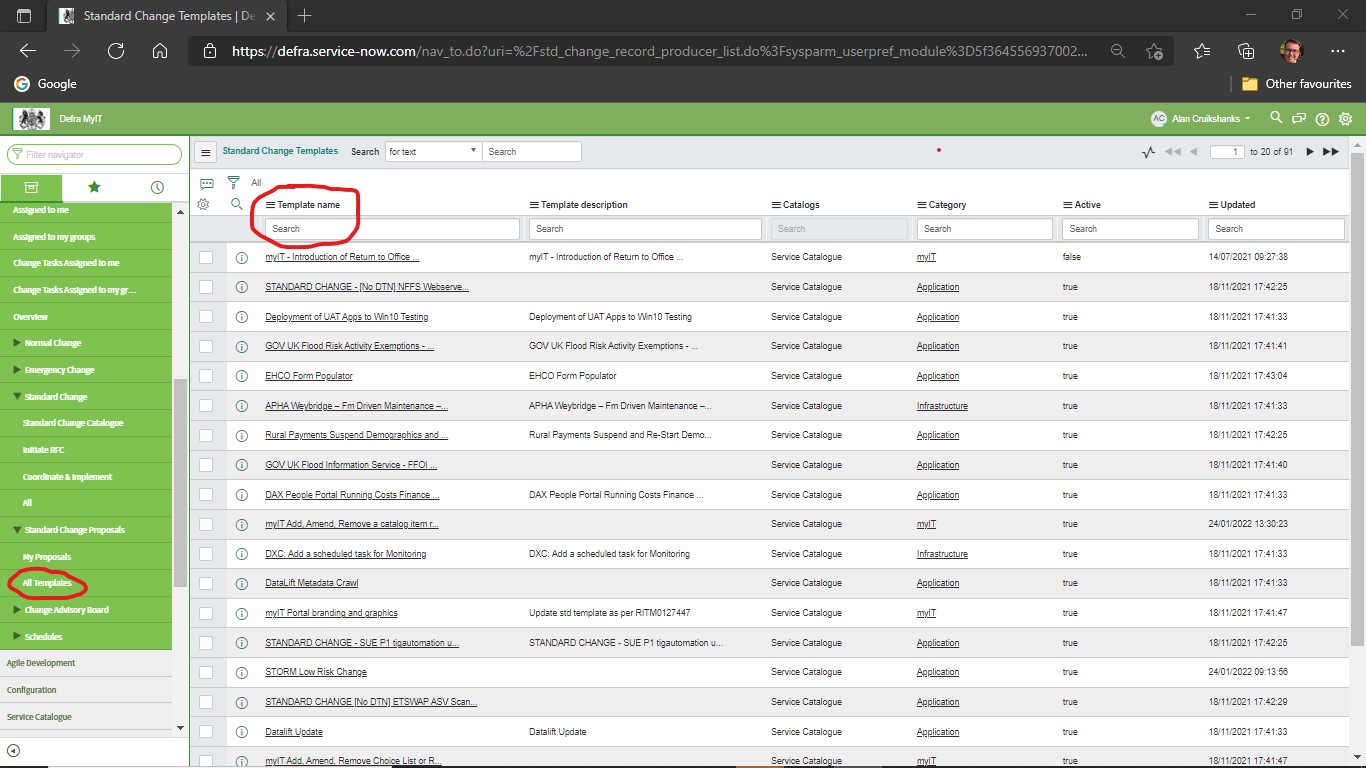 Standard Change Templates | De
https://defra.service-now.com/nav_to.do?uri=%2Fstd_change_record_producer_list.do%3Fsysparm_userpref_module%3D5f364556937002...
Google
Other favourites
Defra MyIT
AC Alan Cruikshanks
Filter navigator
Standard Change Templates Search for text Search
1 to 20 of 91
All
Assigned to me
Assigned to my groups
Change Tasks Assigned to me
Change Tasks Assigned to my gr...
Overview
Normal Change
Emergency Change
Standard Change
Standard Change Catalogue
Initiate RFC
Coordinate & Implement
All
Standard Change Proposals
My Proposals
All Templates
Change Advisory Board
Schedules
Agile Development
Configuration
Service Catalogue
Template name Template description Catalogs Category Active Updated
Search Search Search Search Search Search
myIT - Introduction of Return to Office ... myIT - Introduction of Return to Office ... Service Catalogue myIT false 14/07/2021 09:27:38
STANDARD CHANGE - [No DTN] NFFS Webserve... Service Catalogue Application true 18/11/2021 17:42:25
Deployment of UAT Apps to Win10 Testing Deployment of UAT Apps to Win10 Testing Service Catalogue Application true 18/11/2021 17:41:33
GOV UK Flood Risk Activity Exemptions - ... GOV UK Flood Risk Activity Exemptions - ... Service Catalogue Application true 18/11/2021 17:41:41
EHCO Form Populator EHCO Form Populator Service Catalogue Application true 18/11/2021 17:43:04
APHA Weybridge – Fm Driven Maintenance –... APHA Weybridge – Fm Driven Maintenance –... Service Catalogue Infrastructure true 18/11/2021 17:41:33
Rural Payments Suspend Demographics and ... Rural Payments Suspend and Re-Start Demo... Service Catalogue Application true 18/11/2021 17:42:25
GOV UK Flood Information Service - FFOI ... Service Catalogue Application true 18/11/2021 17:41:40
DAX People Portal Running Costs Finance ... DAX People Portal Running Costs Finance ... Service Catalogue Application true 18/11/2021 17:41:33
myIT Add, Amend, Remove a catalog item r... Service Catalogue myIT true 24/01/2022 13:30:23
DXC: Add a scheduled task for Monitoring DXC: Add a scheduled task for Monitoring Service Catalogue Infrastructure true 18/11/2021 17:41:33
DataLift Metadata Crawl Service Catalogue Application true 18/11/2021 17:41:33
myIT Portal branding and graphics Update std template as per RITM0127447 Service Catalogue myIT true 18/11/2021 17:41:47
STANDARD CHANGE - SUE P1 tigautomation u... STANDARD CHANGE - SUE P1 tigautomation u... Service Catalogue Application true 18/11/2021 17:42:25
STORM Low Risk Change Service Catalogue Application true 24/01/2022 09:13:56
STANDARD CHANGE [No DTN] ETSWAP ASV Scan... Service Catalogue Application true 18/11/2021 17:42:29
Datalift Update Datalift Update Service Catalogue Application true 18/11/2021 17:41:33
myIT Add, Amend, Remove Choice List or R... Service Catalogue myIT true 18/11/2021 17:41:47